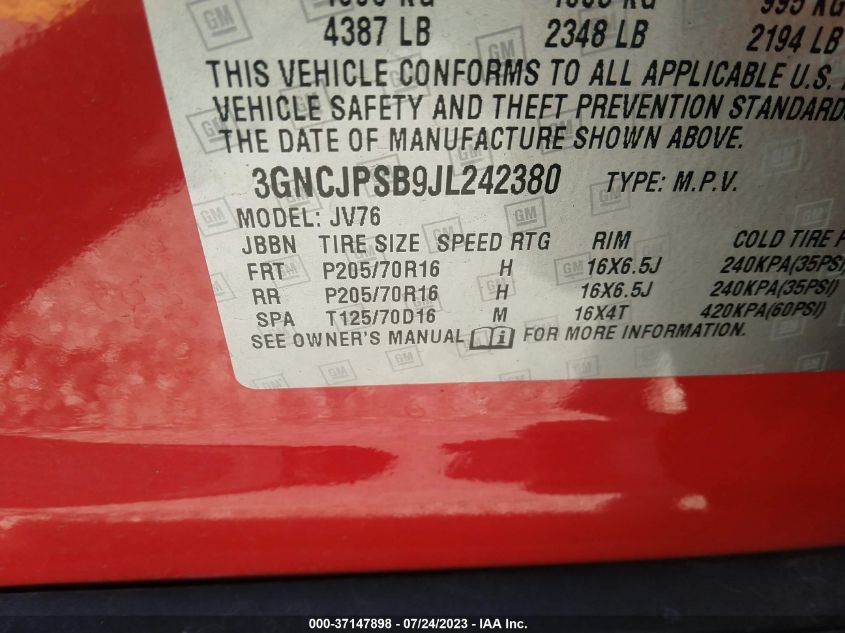 4387 LB 2348 LB 2194 LB
THIS VEHICLE CONFORMS TO ALL APPLICABLE U.S.
VEHICLE SAFETY AND THEFT PREVENTION STANDARD
THE DATE OF MANUFACTURE SHOWN ABOVE.
3GNCJPSB9JL242380 TYPE: M.P.V.
MODEL: JV76
JBBN TIRE SIZE SPEED RTG RIM COLD TIRE
FRT P205/70R16 H 16X6.5J 240KPA(35PSI)
RR P205/70R16 H 16X6.5J 240KPA(35PSI)
SPA T125/70D16 M 16X4T 420KPA(60PSI)
SEE OWNER'S MANUAL i FOR MORE INFORMATION.
000-37147898 - 07/24/2023 - IAA Inc.